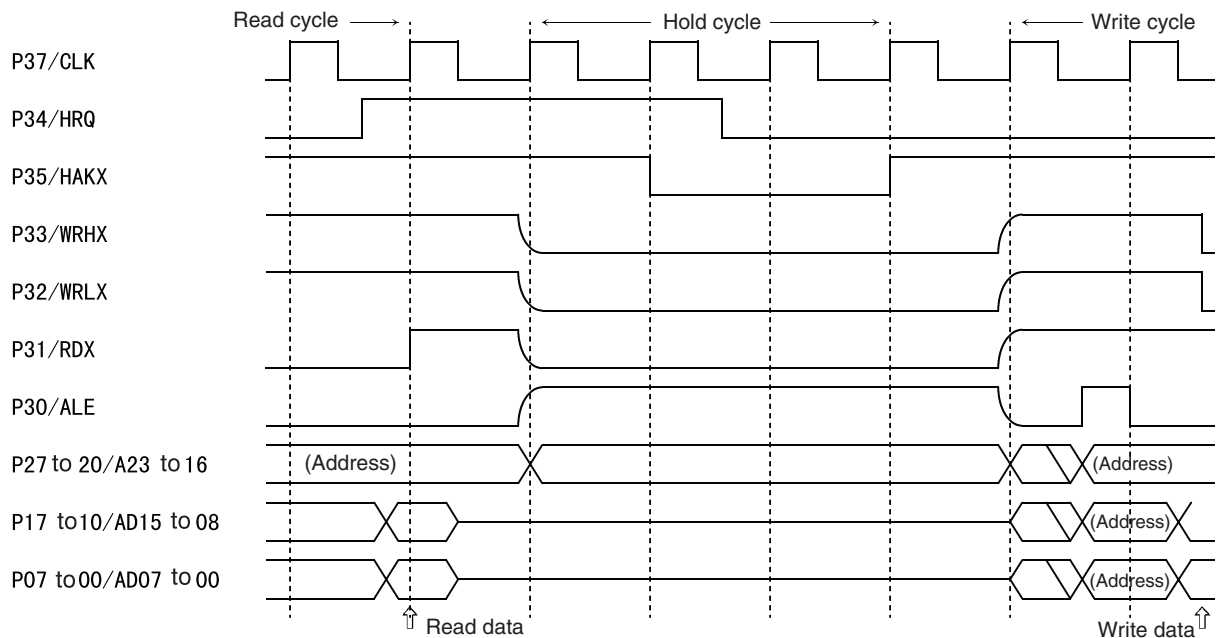 Read cycle Hold cycle Write cycle
P37/CLK
P34/HRQ
P35/HAKX
P33/WRHX
P32/WRLX
P31/RDX
P30/ALE
P27 to 20/A23 to 16 (Address) (Address)
P17 to 10/AD15 to 08 (Address)
P07 to 00/AD07 to 00 (Address)
Read data Write data